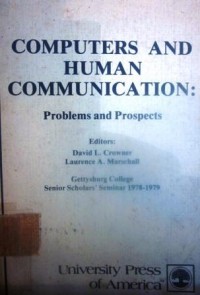 COMPUTERS AND
HUMAN
COMMUNICATION:
Problems and Prospects
Editors:
David L. Crowner
Laurence A. Marschall
Gettysburg College
Senior Scholars' Seminar 1978-1979
University Press
of America